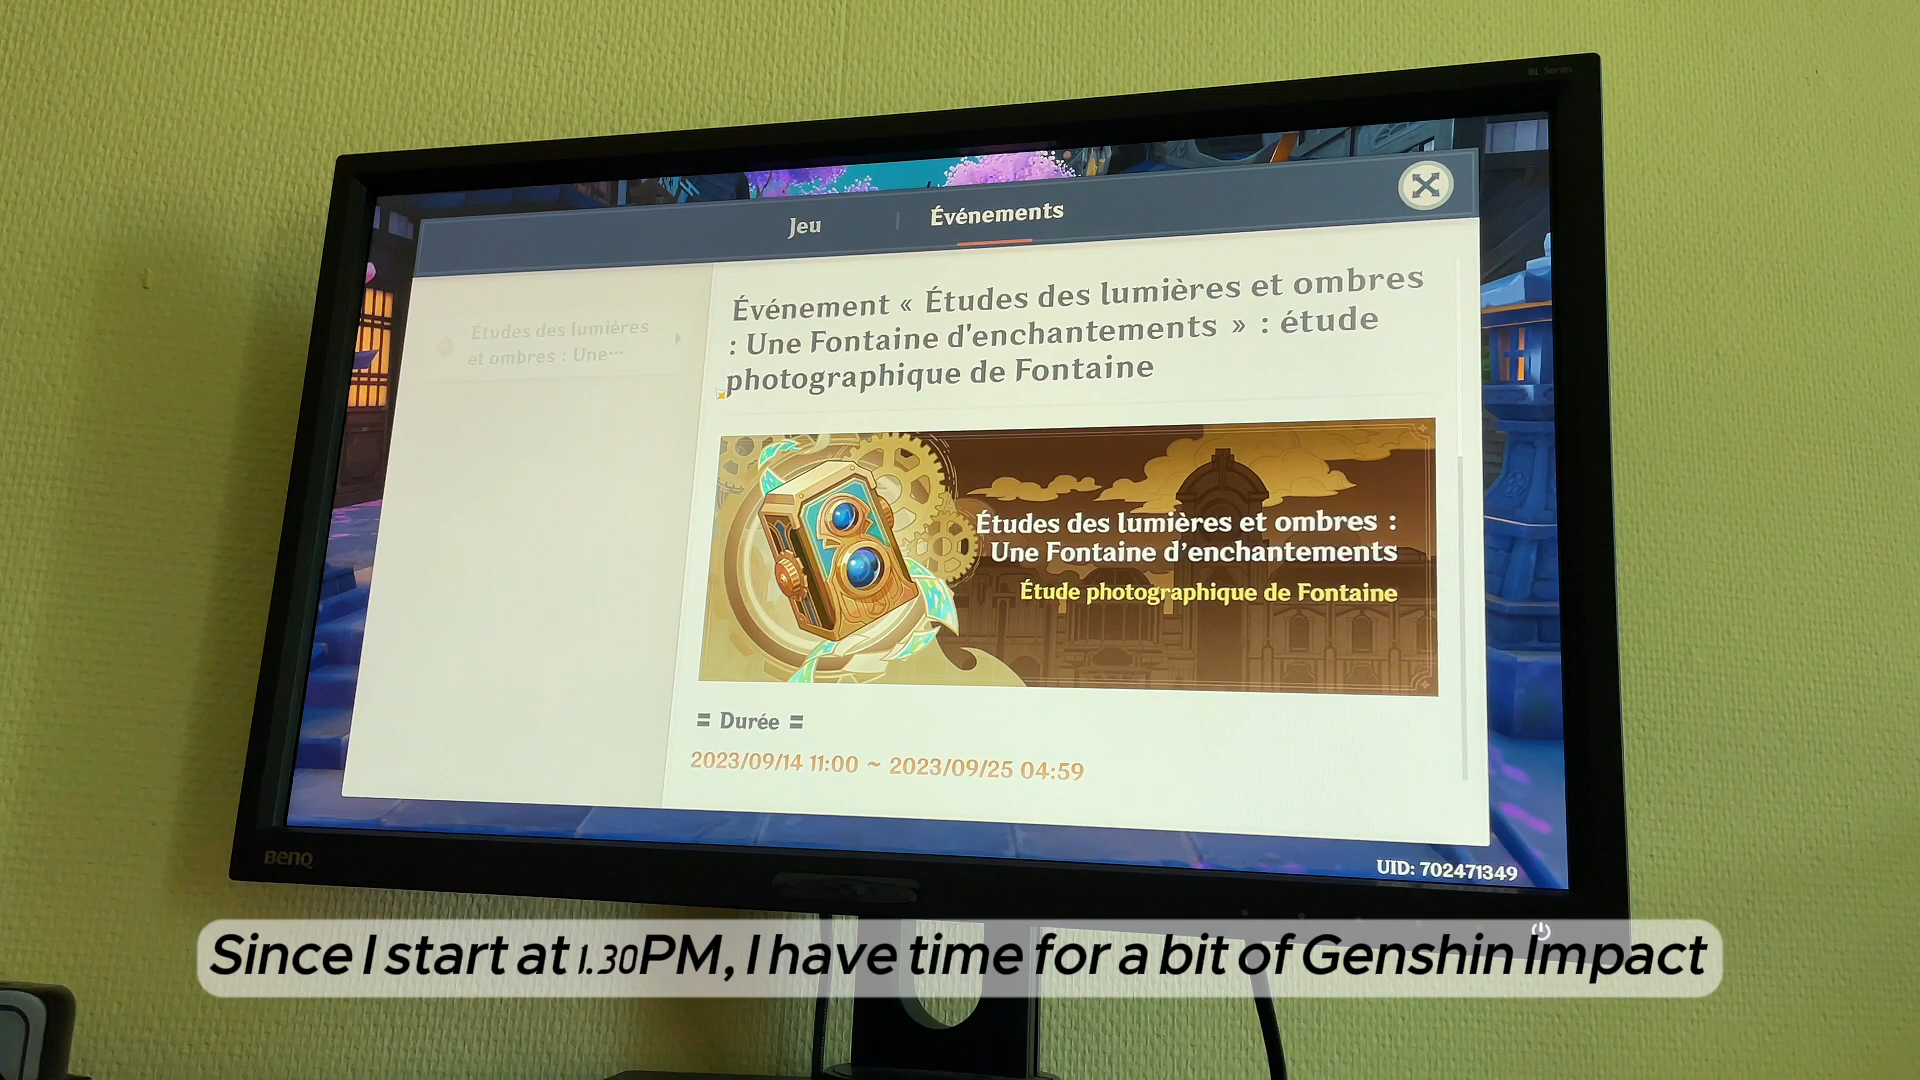 Series
Jeu
Événements
Études des lumières
et ombres : Une...
Événement « Études des lumières et ombres
: Une Fontaine d'enchantements » : étude
photographique de Fontaine
Études des lumières et ombres :
Une Fontaine d’enchantements
Étude photographique de Fontaine
〓 Durée 〓
2023/09/14 11:00 ~ 2023/09/25 04:59
BenQ
UID: 702471349
Since I start at 1.30PM, I have time for a bit of Genshin Impact